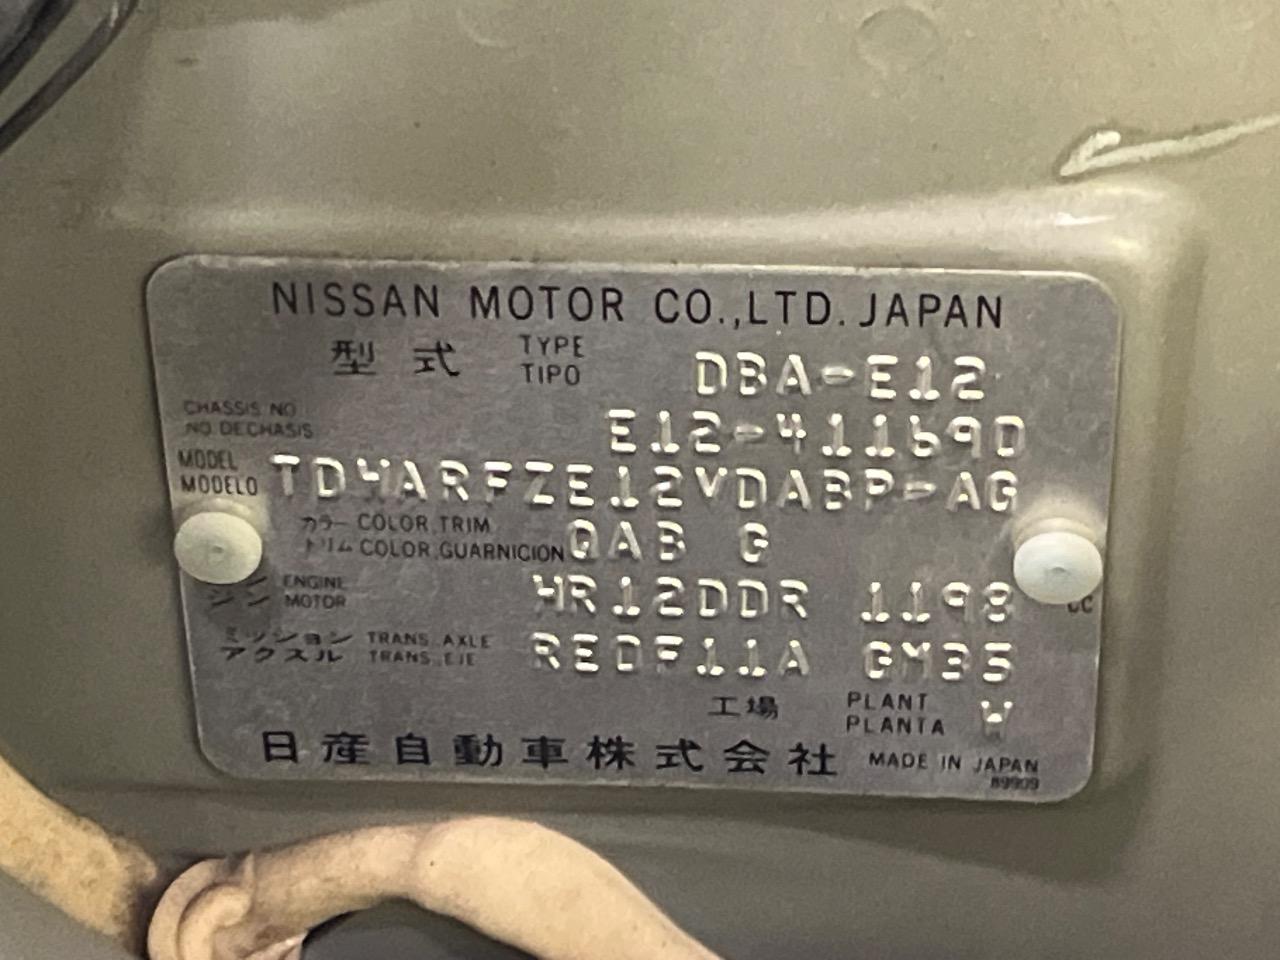 NISSAN MOTOR CO.,LTD. JAPAN
型式 TYPE TIPO DBA-E12
CHASSIS NO
NO DECHASIS E12-411690
MODEL
MODELO TD4ARFZE12VDABP-AG
カラー COLOR,TRIM
トリム COLOR,GUARNICION QAB G
ENGINE
ジン MOTOR HR12DDR 1198 CC
ミッション TRANS. AXLE
アクスル TRANS. EJE RE0F11A GM35
工場 PLANT
PLANTA W
日産自動車株式会社 MADE IN JAPAN
89909